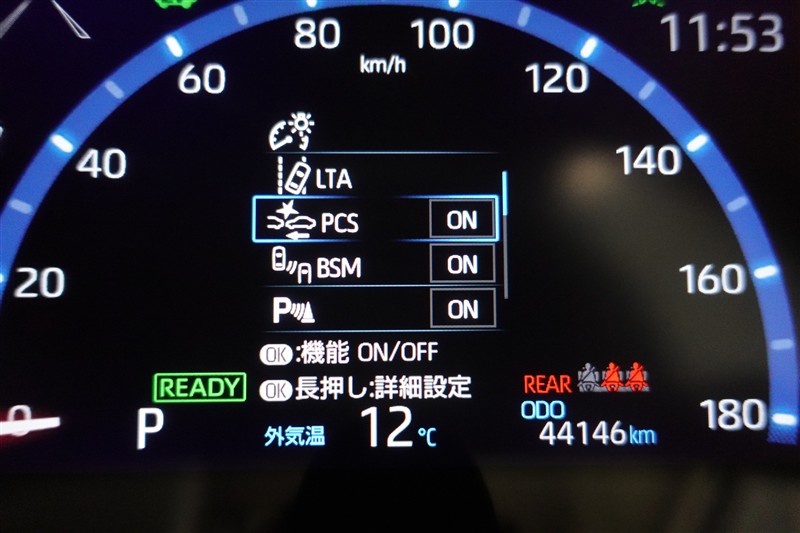 80 100 11:53
km/h
60 120
40 140
LTA
PCS ON
BSM ON
20 160
P ON
OK:機能 ON/OFF
READY OK長押し:詳細設定 REAR
ODO
0 P 180
外気温 12℃ 44146km